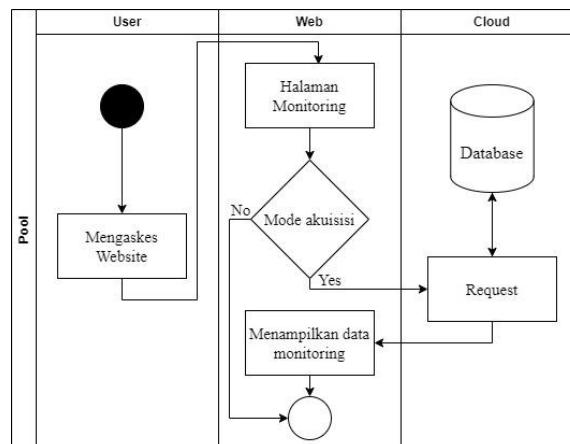 User
Web
Cloud
Pool
Mengaskes
Website
Halaman
Monitoring
Mode akuisisi
No
Yes
Database
Request
Menampilkan data
monitoring